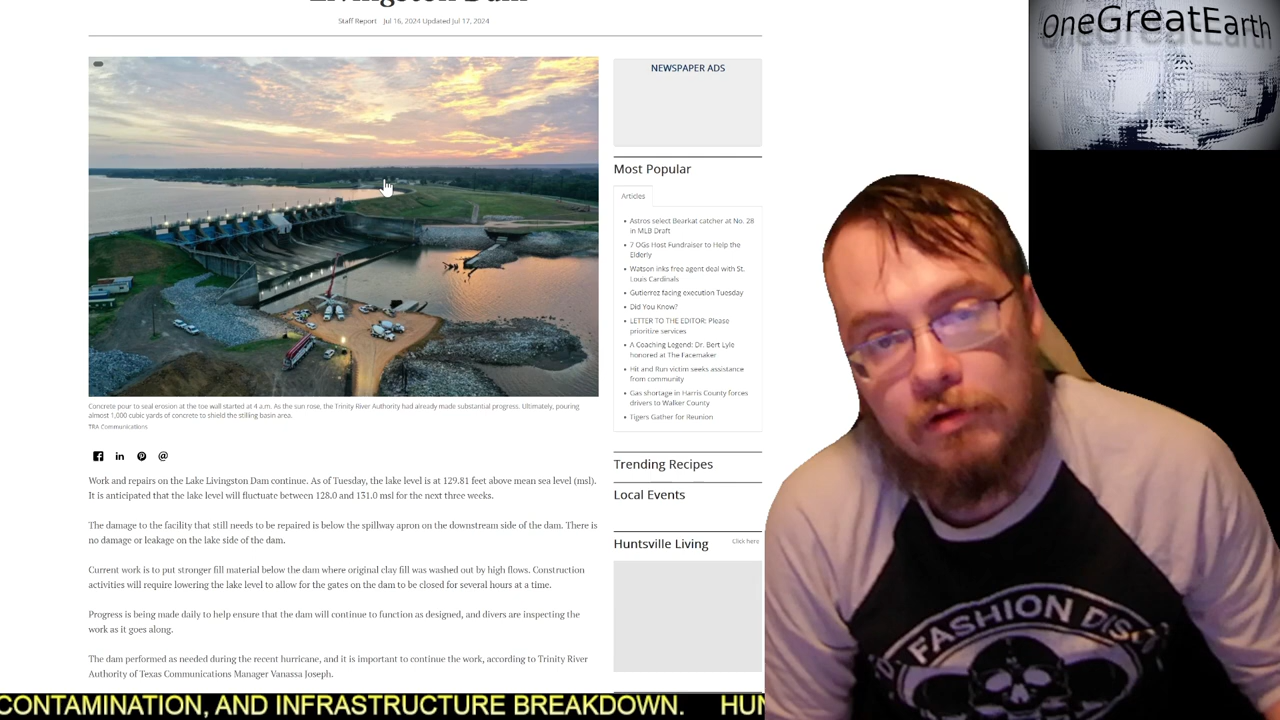 Livingston Dam
Staff Report Jul 16, 2024 Updated Jul 17, 2024
Concrete pour to seal erosion at the toe wall started at 4 a.m. As the sun rose, the Trinity River Authority had already made substantial progress. Ultimately, pouring
almost 1,000 cubic yards of concrete to shield the stilling basin area.
TRA Communications
Work and repairs on the Lake Livingston Dam continue. As of Tuesday, the lake level is at 129.81 feet above mean sea level (msl).
It is anticipated that the lake level will fluctuate between 128.0 and 131.0 msl for the next three weeks.
The damage to the facility that still needs to be repaired is below the spillway apron on the downstream side of the dam. There is
no damage or leakage on the lake side of the dam.
Current work is to put stronger fill material below the dam where original clay fill was washed out by high flows. Construction
activities will require lowering the lake level to allow for the gates on the dam to be closed for several hours at a time.
Progress is being made daily to help ensure that the dam will continue to function as designed, and divers are inspecting the
work as it goes along.
The dam performed as needed during the recent hurricane, and it is important to continue the work, according to Trinity River
Authority of Texas Communications Manager Vanassa Joseph.
NEWSPAPER ADS
Most Popular
Articles
Astros select Bearkat catcher at No. 28
in MLB Draft
7 OGs Host Fundraiser to Help the
Elderly
Watson inks free agent deal with St.
Louis Cardinals
Gutierrez facing execution Tuesday
Did You Know?
LETTER TO THE EDITOR: Please
prioritize services
A Coaching Legend: Dr. Bert Lyle
honored at The Facemaker
Hit and Run victim seeks assistance
from community
Gas shortage in Harris County forces
drivers to Walker County
Tigers Gather for Reunion
Trending Recipes
Local Events
Huntsville Living
Click here
OneGreatEarth
FASHION DISC
CONTAMINATION, AND INFRASTRUCTURE BREAKDOWN. HUN